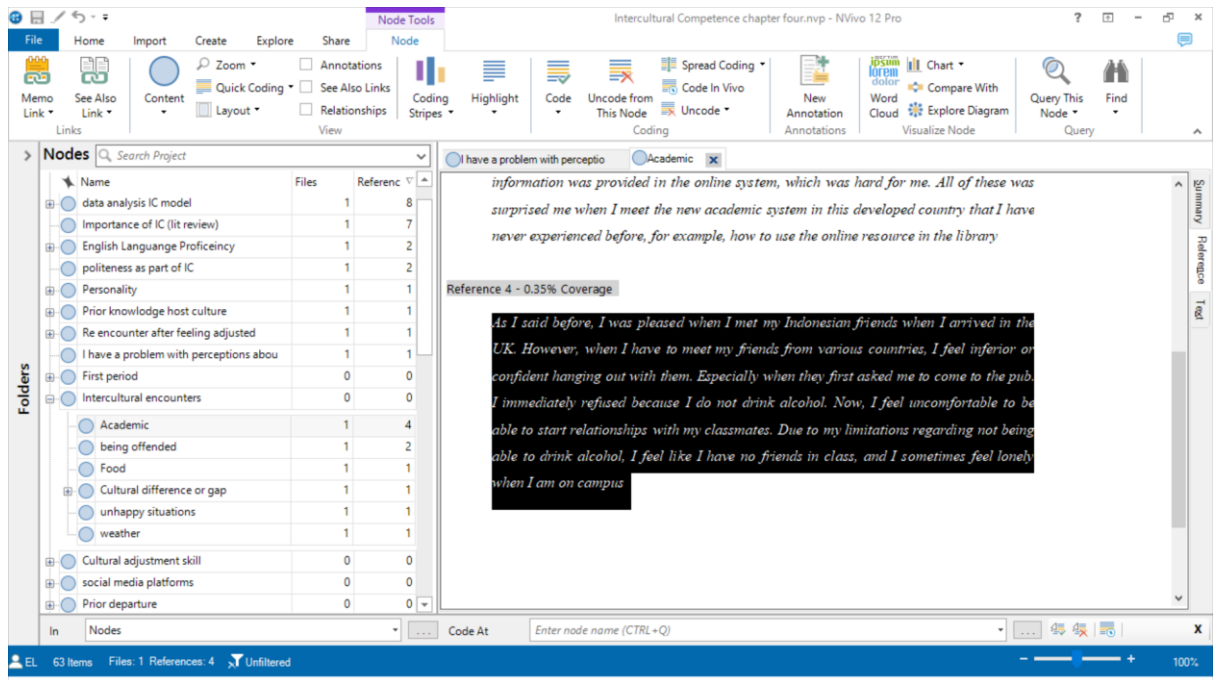 Node Tools
Intercultural Competence chapter four.nvp - NVivo 12 Pro
File Home Import Create Explore Share Node
Memo Link
See Also Link
Links
Content
Zoom
Quick Coding
Layout
Annotations
See Also Links
Relationships
View
Coding Stripes
Highlight
Code
Uncode from This Node
Spread Coding
Code In Vivo
Uncode
Coding
New Annotation
Annotations
Word Cloud
Chart
Compare With
Explore Diagram
Visualize Node
Query This Node
Find
Query
Folders
Nodes Search Project
Name Files Referenc
data analysis IC model 1 8
Importance of IC (lit review) 1 7
English Languange Proficeincy 1 2
politeness as part of IC 1 2
Personality 1 1
Prior knowledge host culture 1 1
Re encounter after feeling adjusted 1 1
I have a problem with perceptions abou 1 1
First period 0 0
Intercultural encounters 0 0
Academic 1 4
being offended 1 2
Food 1 1
Cultural difference or gap 1 1
unhappy situations 1 1
weather 1 1
Cultural adjustment skill 0 0
social media platforms 0 0
Prior departure 0 0
I have a problem with perceptio Academic
information was provided in the online system, which was hard for me. All of these was
surprised me when I meet the new academic system in this developed country that I have
never experienced before, for example, how to use the online resource in the library
Reference 4 - 0.35% Coverage
As I said before, I was pleased when I met my Indonesian friends when I arrived in the
UK. However, when I have to meet my friends from various countries, I feel inferior or
confident hanging out with them. Especially when they first asked me to come to the pub.
I immediately refused because I do not drink alcohol. Now, I feel uncomfortable to be
able to start relationships with my classmates. Due to my limitations regarding not being
able to drink alcohol, I feel like I have no friends in class, and I sometimes feel lonely
when I am on campus
Summary
Reference
Text
In Nodes ... Code At Enter node name (CTRL+Q) ... X
EL 63 Items Files: 1 References: 4 Unfiltered 100%